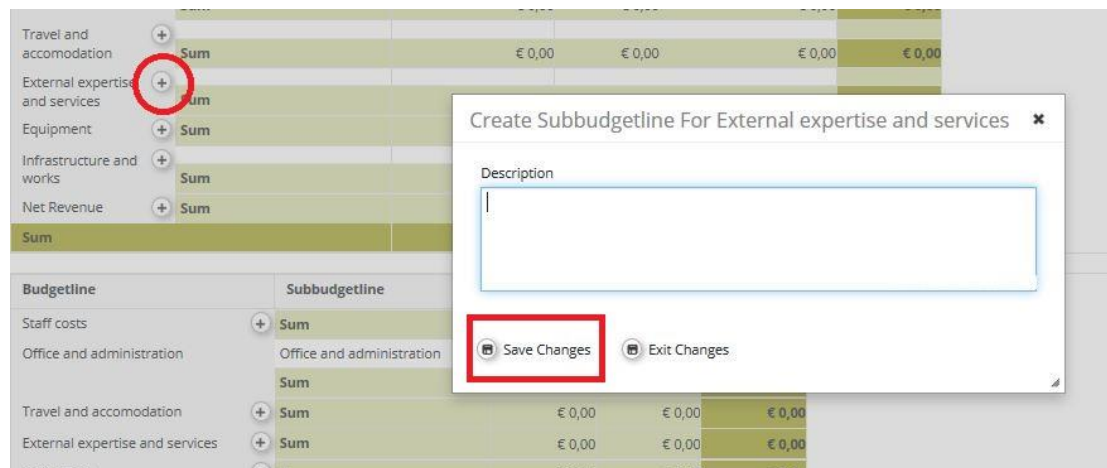 Travel and
accomodation
Sum € 0,00 € 0,00 € 0,00 € 0,00
External expertise
and services
Sum
Equipment Sum
Infrastructure and
works
Sum
Net Revenue Sum
Sum
Create Subbudgetline For External expertise and services
Description
Save Changes Exit Changes
Budgetline Subbudgetline
Staff costs Sum
Office and administration Office and administration
Sum
Travel and accomodation Sum € 0,00 € 0,00 € 0,00
External expertise and services Sum € 0,00 € 0,00 € 0,00